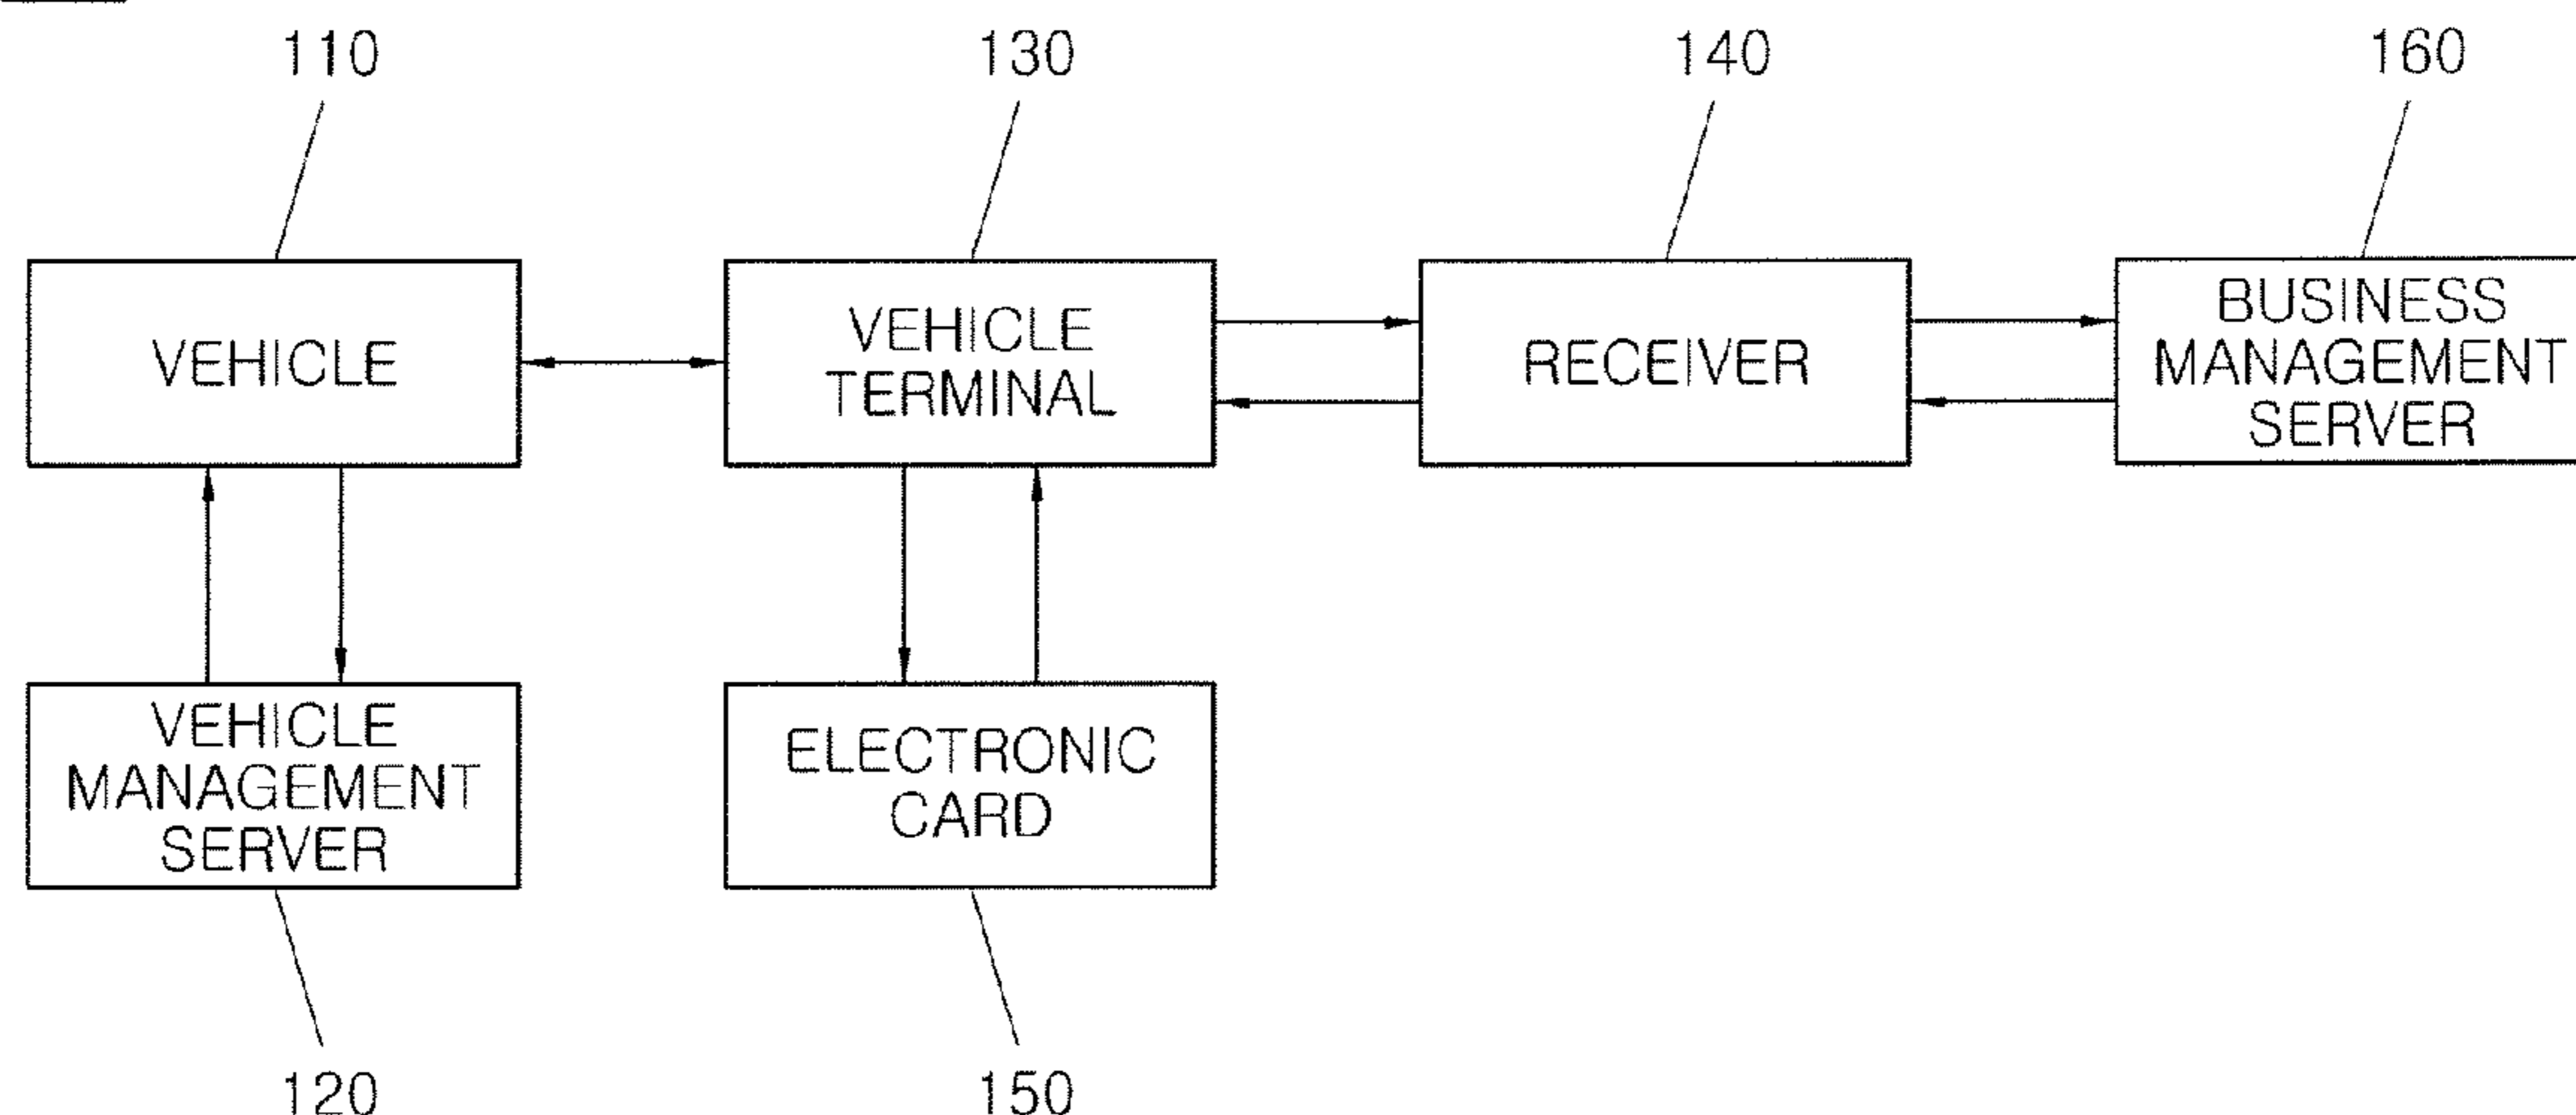 110
130
140
160
VEHICLE
VEHICLE
TERMINAL
RECEIVER
BUSINESS
MANAGEMENT
SERVER
VEHICLE
MANAGEMENT
SERVER
ELECTRONIC
CARD
120
150